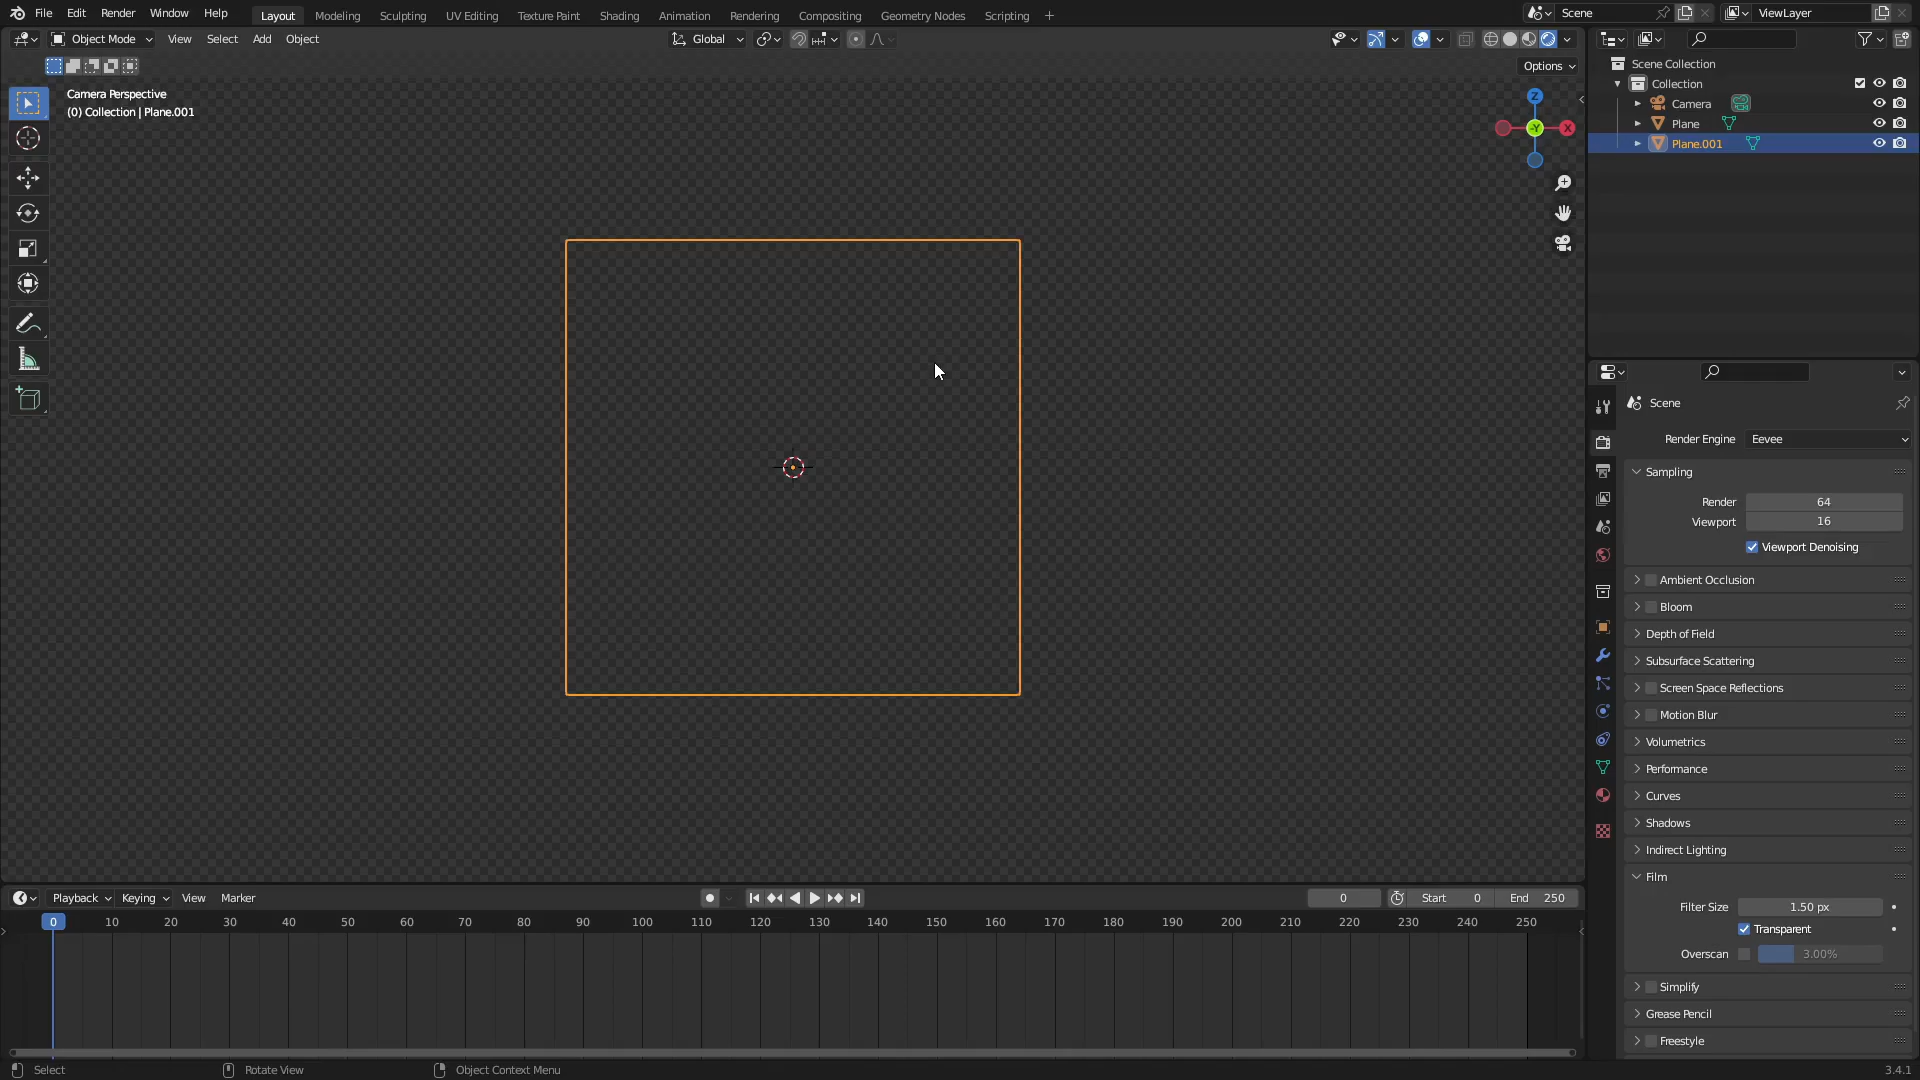 File Edit Render Window Help Layout Modeling Sculpting UV Editing Texture Paint Shading Animation Rendering Compositing Geometry Nodes Scripting + Scene ViewLayer
Object Mode View Select Add Object Global
Options
Camera Perspective
(0) Collection | Plane.001
Z
-Y
X
Scene Collection
Collection
Camera
Plane
Plane.001
Scene
Render Engine Eevee
Sampling
Render 64
Viewport 16
Viewport Denoising
Ambient Occlusion
Bloom
Depth of Field
Subsurface Scattering
Screen Space Reflections
Motion Blur
Volumetrics
Performance
Curves
Shadows
Indirect Lighting
Film
Filter Size 1.50 px
Transparent
Overscan 3.00%
Simplify
Grease Pencil
Freestyle
Playback Keying View Marker 0 Start 0 End 250
0 10 20 30 40 50 60 70 80 90 100 110 120 130 140 150 160 170 180 190 200 210 220 230 240 250
Select Rotate View Object Context Menu 3.4.1